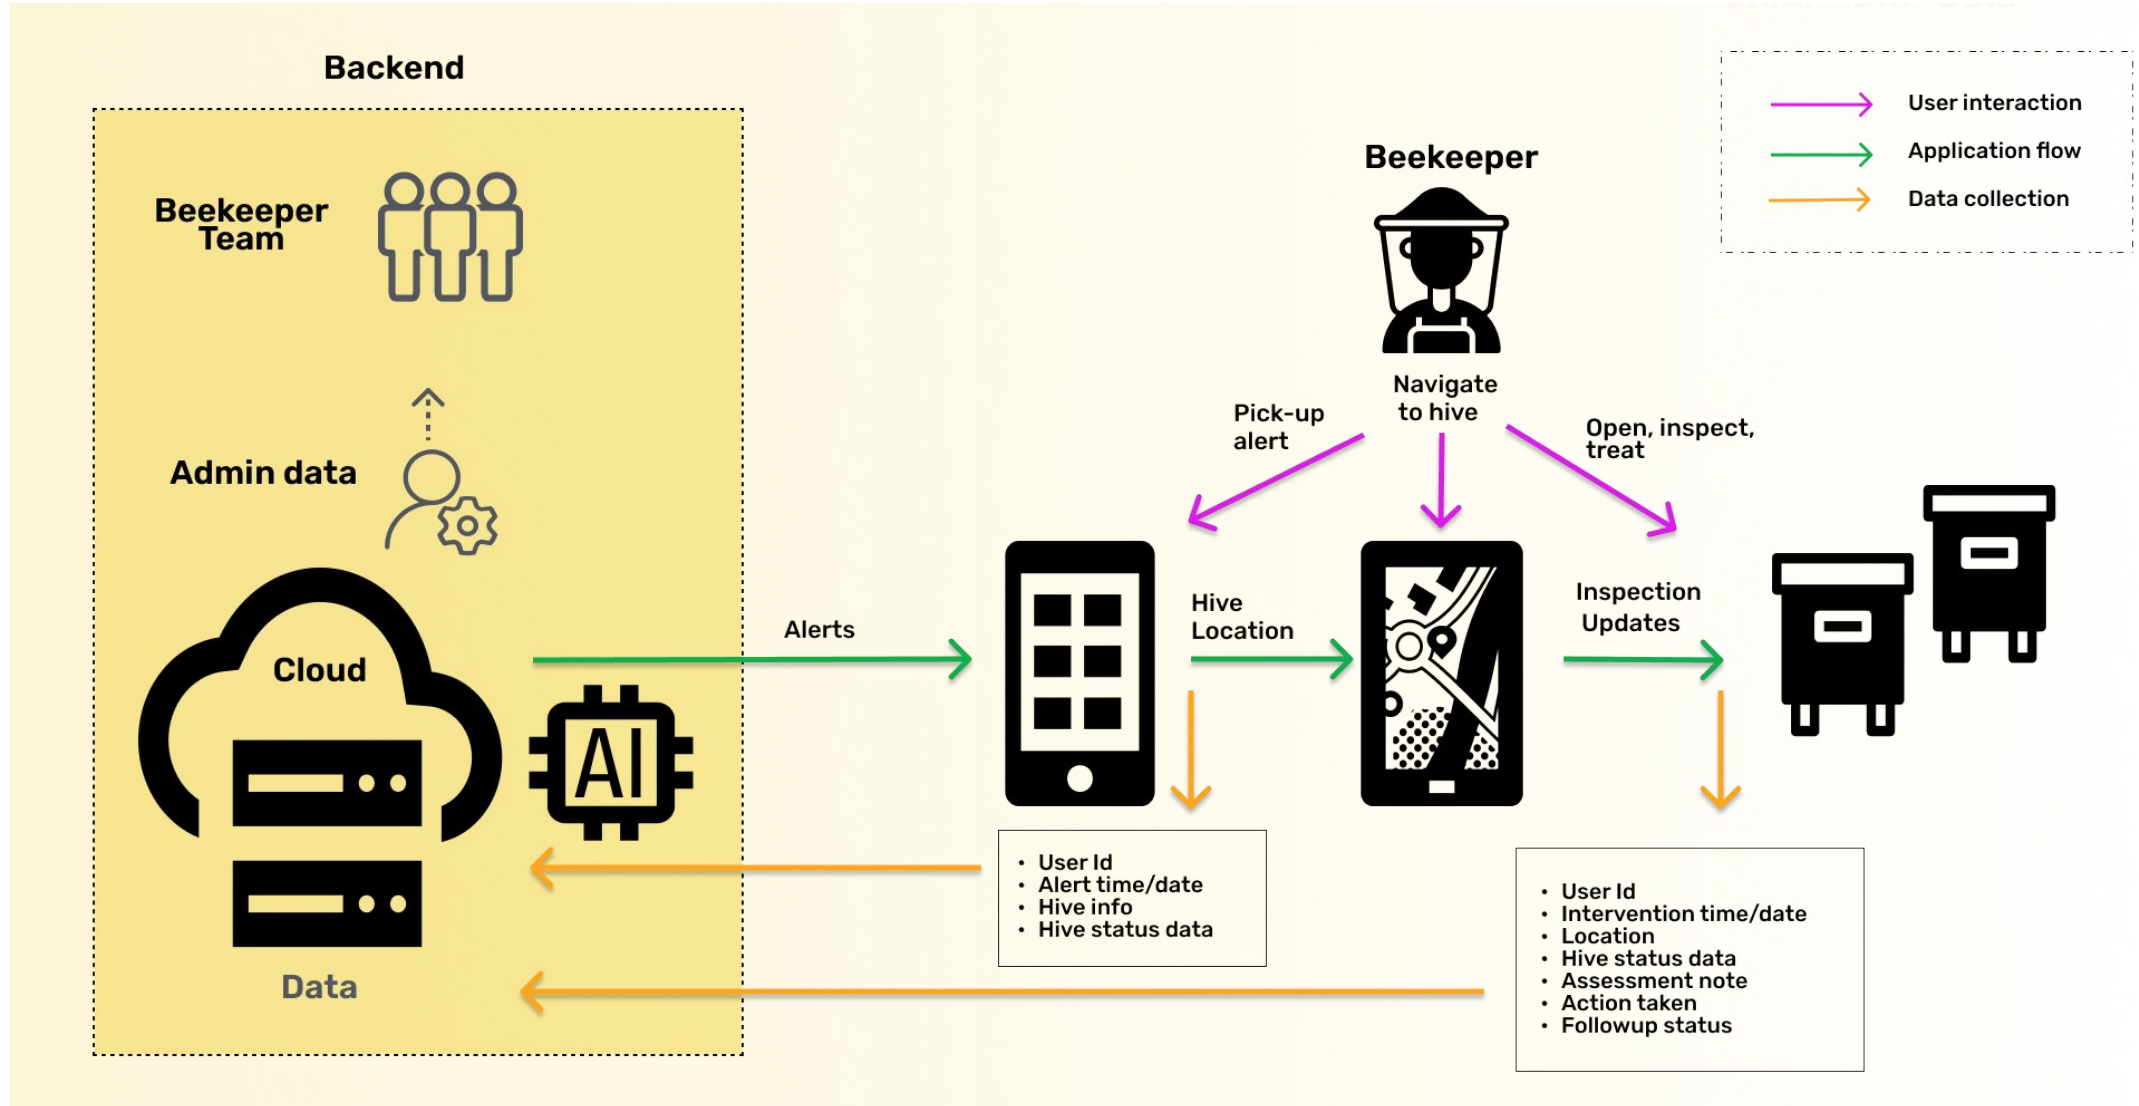 Backend
Beekeeper
Team
Admin data
Cloud
AI
Data
Alerts
Beekeeper
Navigate
to hive
Pick-up
alert
Open, inspect,
treat
Hive
Location
Inspection
Updates
• User Id
• Alert time/date
• Hive info
• Hive status data
• User Id
• Intervention time/date
• Location
• Hive status data
• Assessment note
• Action taken
• Followup status
User interaction
Application flow
Data collection